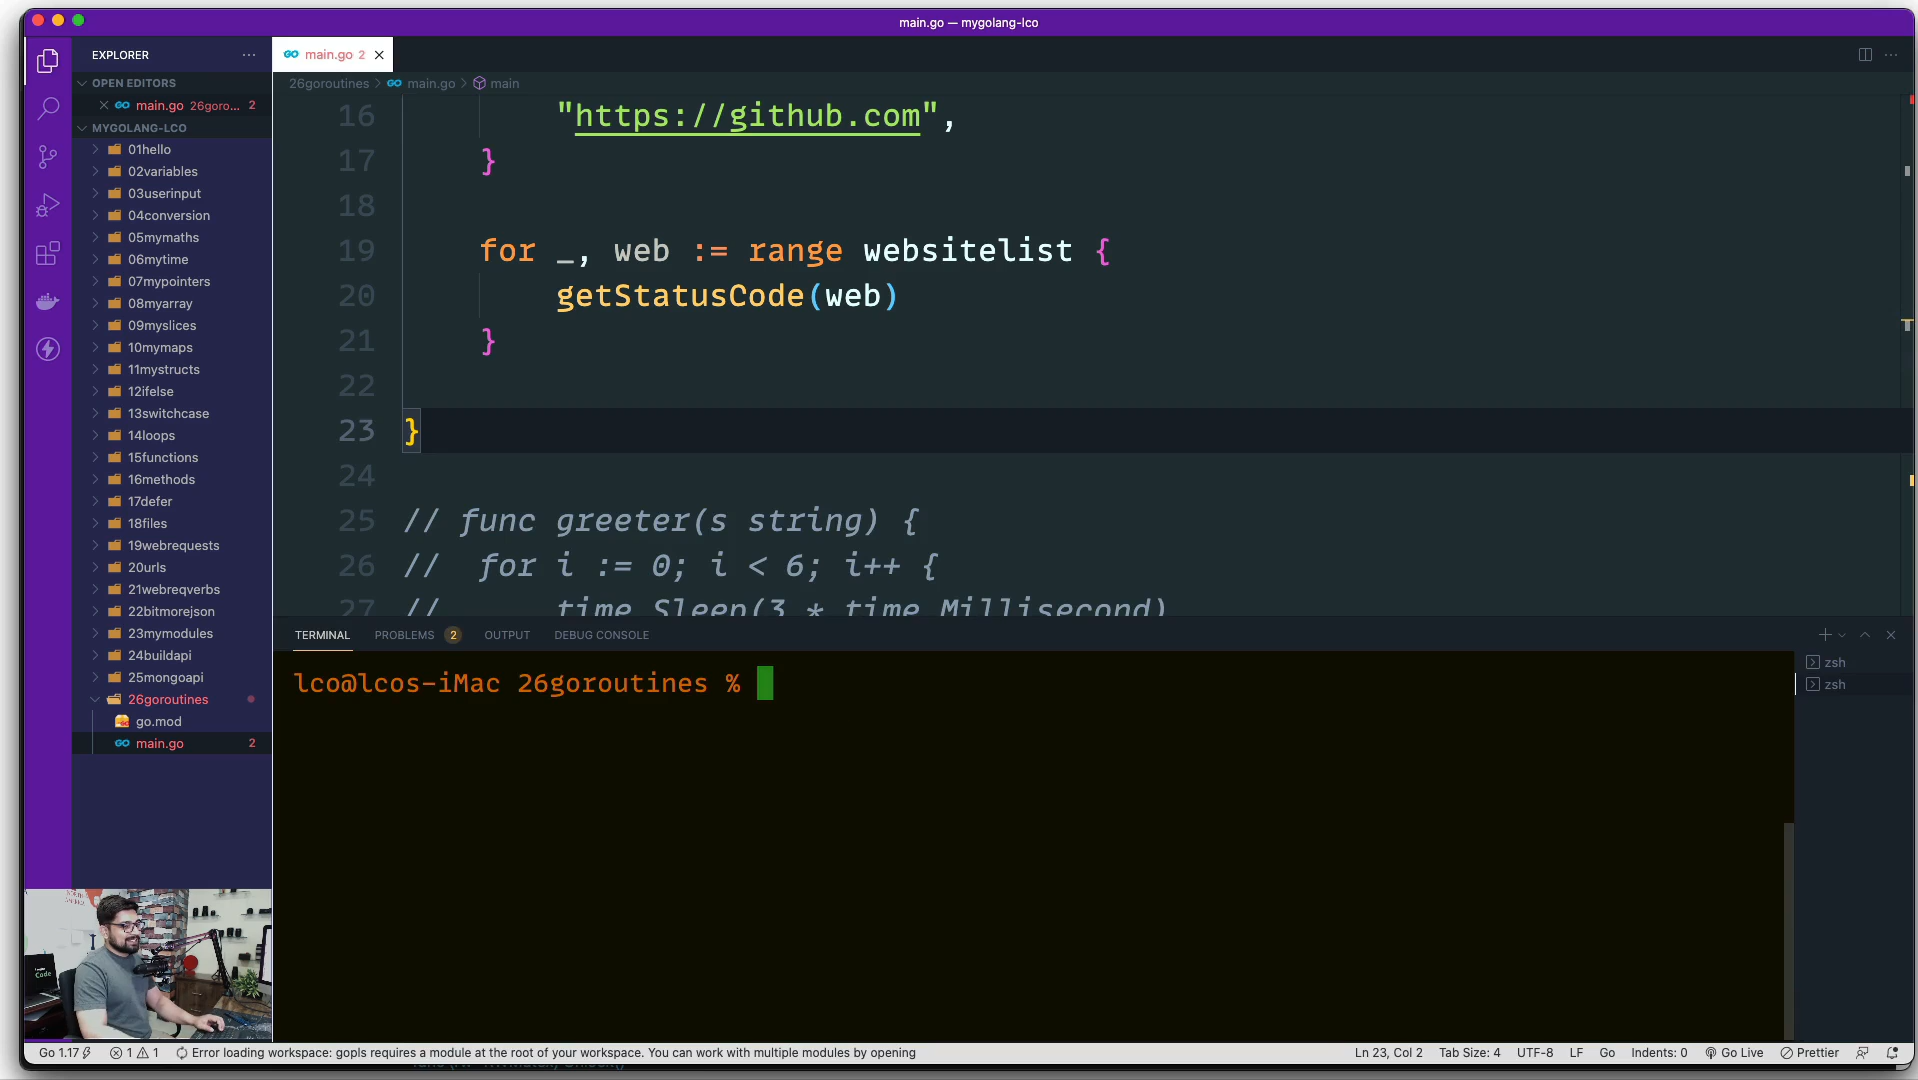 main.go — mygolang-lco
EXPLORER
OPEN EDITORS
main.go 26goro... 2
MYGOLANG-LCO
01hello
02variables
03userinput
04conversion
05mymaths
06mytime
07mypointers
08myarray
09myslices
10mymaps
11mystructs
12ifelse
13switchcase
14loops
15functions
16methods
17defer
18files
19webrequests
20urls
21webreqverbs
22bitmorejson
23mymodules
24buildapi
25mongoapi
26goroutines
go.mod
main.go 2
main.go 2
26goroutines > main.go > main
16 "https://github.com",
17 }
18
19 for _, web := range websitelist {
20 getStatusCode(web)
21 }
22
23 }
24
25 // func greeter(s string) {
26 // for i := 0; i < 6; i++ {
27 // time.Sleep(3 * time.Millisecond)
TERMINAL PROBLEMS 2 OUTPUT DEBUG CONSOLE
lco@lcos-iMac 26goroutines %
zsh
zsh
Go 1.17 1 1 Error loading workspace: gopls requires a module at the root of your workspace. You can work with multiple modules by opening
Ln 23, Col 2 Tab Size: 4 UTF-8 LF Go Indents: 0 Go Live Prettier